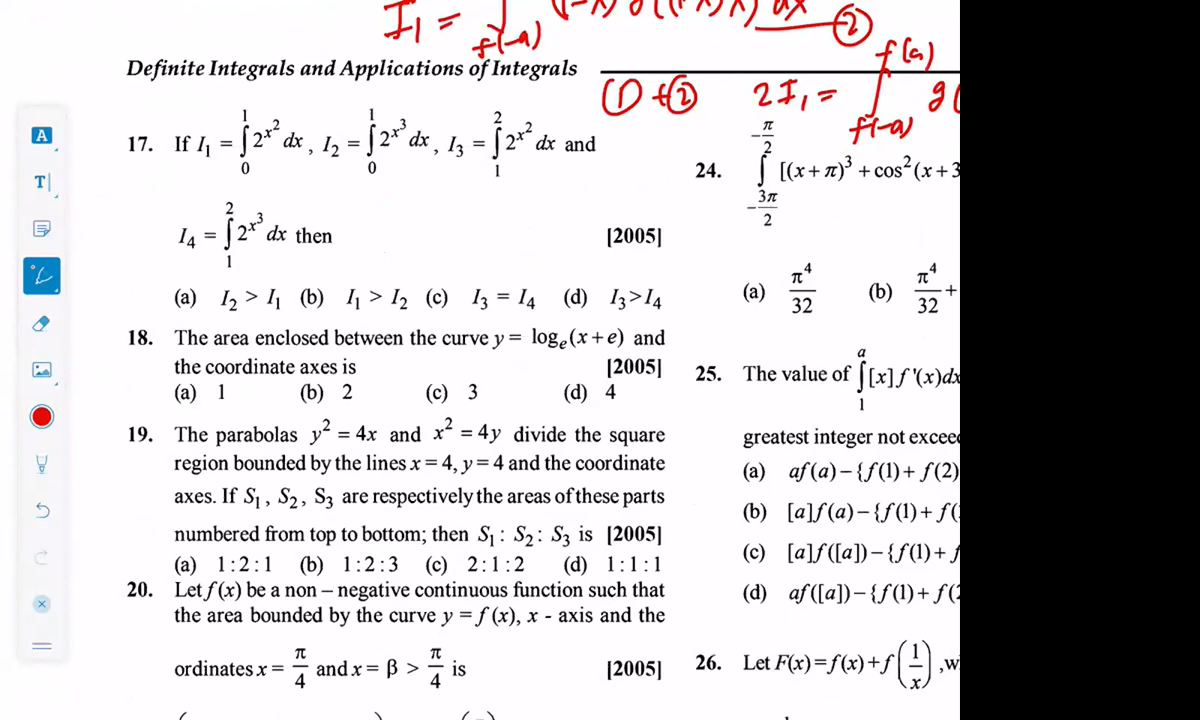 I₁ = ∫ f(-a) (1-x) g((1-x)x) dx ②
Definite Integrals and Applications of Integrals
① + ② 2I₁ = ∫ f(-a) f(a) g(
17. If I₁ = ∫₀¹ 2^(x²) dx , I₂ = ∫₀¹ 2^(x³) dx , I₃ = ∫₁² 2^(x²) dx and
I₄ = ∫₁² 2^(x³) dx then [2005]
(a) I₂ > I₁ (b) I₁ > I₂ (c) I₃ = I₄ (d) I₃ > I₄
18. The area enclosed between the curve y = logₑ (x + e) and
the coordinate axes is [2005]
(a) 1 (b) 2 (c) 3 (d) 4
19. The parabolas y² = 4x and x² = 4y divide the square
region bounded by the lines x = 4, y = 4 and the coordinate
axes. If S₁ , S₂ , S₃ are respectively the areas of these parts
numbered from top to bottom; then S₁ : S₂ : S₃ is [2005]
(a) 1 : 2 : 1 (b) 1 : 2 : 3 (c) 2 : 1 : 2 (d) 1 : 1 : 1
20. Let f (x) be a non – negative continuous function such that
the area bounded by the curve y = f (x), x - axis and the
ordinates x = π/4 and x = β > π/4 is [2005]
24. ∫ from -3π/2 to -π/2 [(x + π)³ + cos² (x + 3
(a) π⁴/32 (b) π⁴/32 +
25. The value of ∫₁ᵃ [x] f '(x)dx
greatest integer not exceed
(a) af (a) – {f (1) + f (2)
(b) [a] f (a) – {f (1) + f (
(c) [a] f ([a]) – {f (1) + f
(d) af ([a]) – {f (1) + f (2
26. Let F(x) = f (x) + f (1/x) , w
A
T|